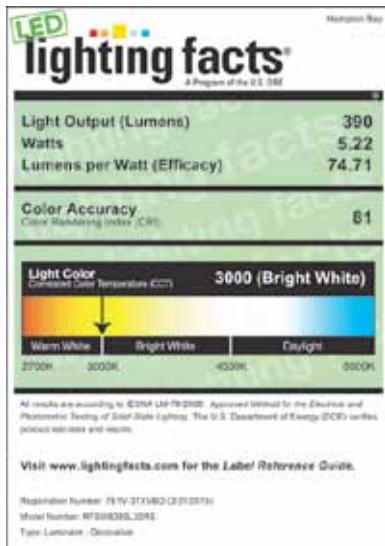 LED
Hampton Bay
lighting facts®
A Program of the U.S. DOE
Light Output (Lumens) 390
Watts 5.22
Lumens per Watt (Efficacy) 74.71
Color Accuracy 81
Color Rendering Index (CRI)
Light Color 3000 (Bright White)
Correlated Color Temperature (CCT)
Warm White Bright White Daylight
2700K 3000K 4500K 6500K
All results are according to IESNA LM-79-2008: Approved Method for the Electrical and
Photometric Testing of Solid-State Lighting. The U.S. Department of Energy (DOE) verifies
product test data and results.
Visit www.lightingfacts.com for the Label Reference Guide.
Registration Number:
Model Number:
Type: Luminaire - Decorative